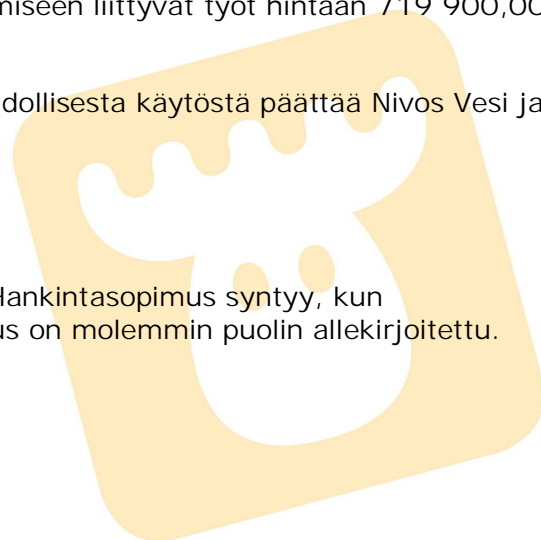 miseen liittyvät työt hintaan 719 900,00
dollisesta käytöstä päättää Nivos Vesi ja
Hankintasopimus syntyy, kun
us on molemmin puolin allekirjoitettu.